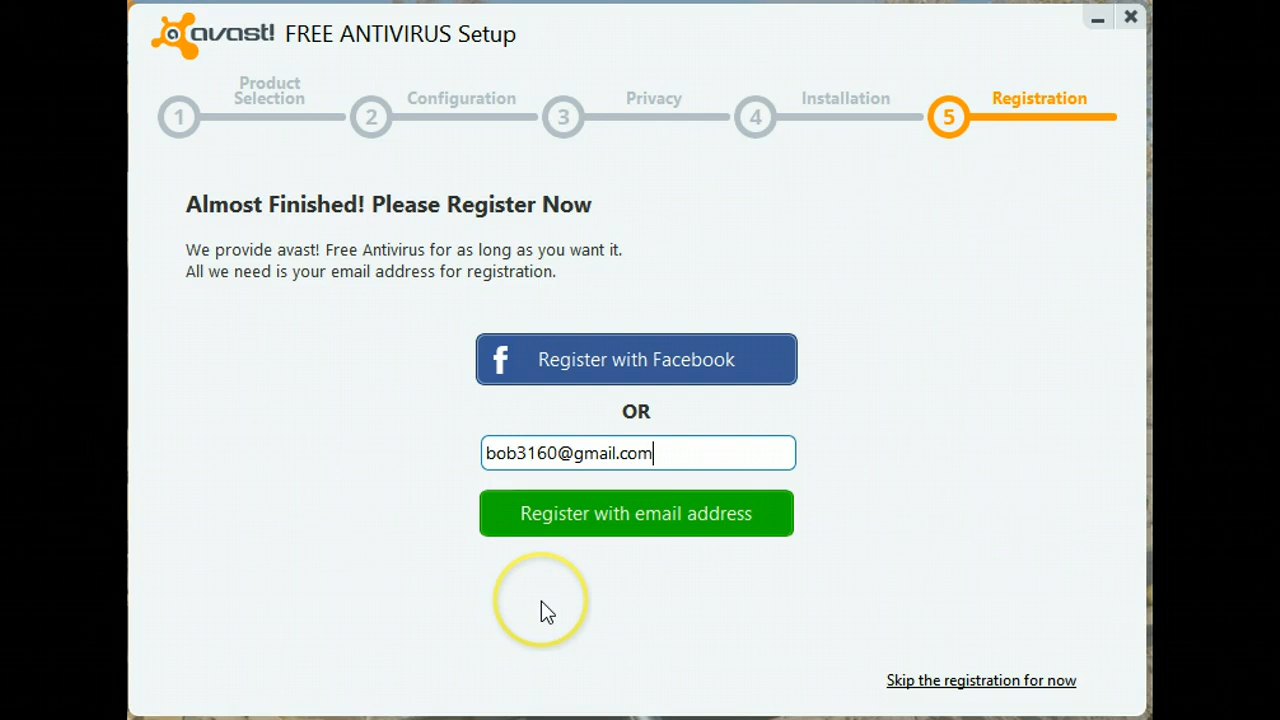 avast! FREE ANTIVIRUS Setup
1
Product
Selection
2
Configuration
3
Privacy
4
Installation
5
Registration
Almost Finished! Please Register Now
We provide avast! Free Antivirus for as long as you want it.
All we need is your email address for registration.
f Register with Facebook
OR
bob3160@gmail.com
Register with email address
Skip the registration for now